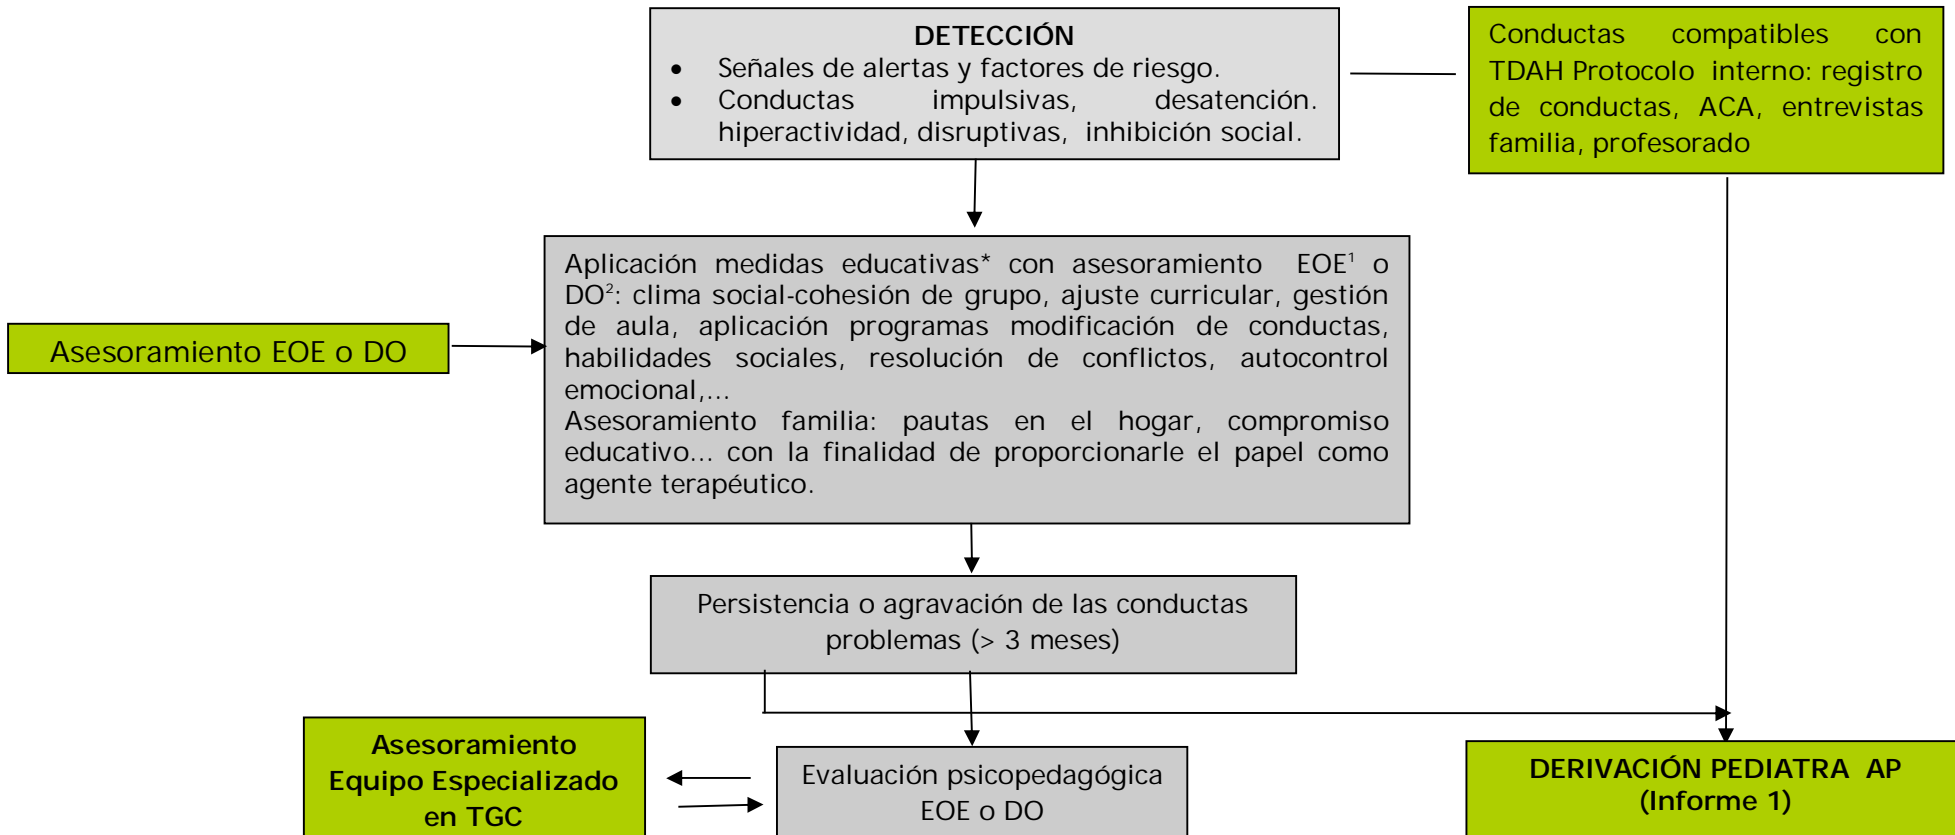 DETECCIÓN
• Señales de alertas y factores de riesgo.
• Conductas impulsivas, desatención.
hiperactividad, disruptivas, inhibición social.
Conductas compatibles con
TDAH Protocolo interno: registro
de conductas, ACA, entrevistas
familia, profesorado
Asesoramiento EOE o DO
Aplicación medidas educativas* con asesoramiento EOE¹ o
DO²: clima social-cohesión de grupo, ajuste curricular, gestión
de aula, aplicación programas modificación de conductas,
habilidades sociales, resolución de conflictos, autocontrol
emocional,...
Asesoramiento familia: pautas en el hogar, compromiso
educativo... con la finalidad de proporcionarle el papel como
agente terapéutico.
Persistencia o agravación de las conductas
problemas (> 3 meses)
Asesoramiento
Equipo Especializado
en TGC
Evaluación psicopedagógica
EOE o DO
DERIVACIÓN PEDIATRA AP
(Informe 1)